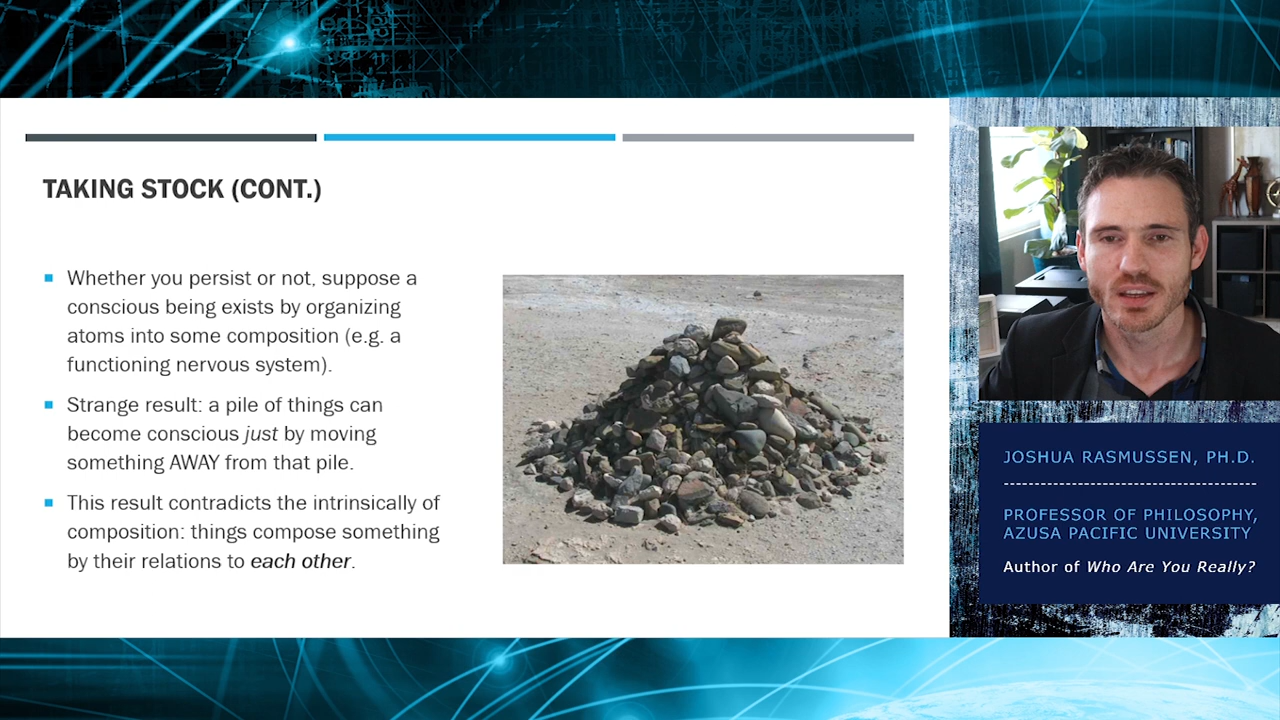 TAKING STOCK (CONT.)
Whether you persist or not, suppose a
conscious being exists by organizing
atoms into some composition (e.g. a
functioning nervous system).
Strange result: a pile of things can
become conscious just by moving
something AWAY from that pile.
This result contradicts the intrinsically of
composition: things compose something
by their relations to each other.
JOSHUA RASMUSSEN, PH.D.
----------------------------------------
PROFESSOR OF PHILOSOPHY,
AZUSA PACIFIC UNIVERSITY
Author of Who Are You Really?